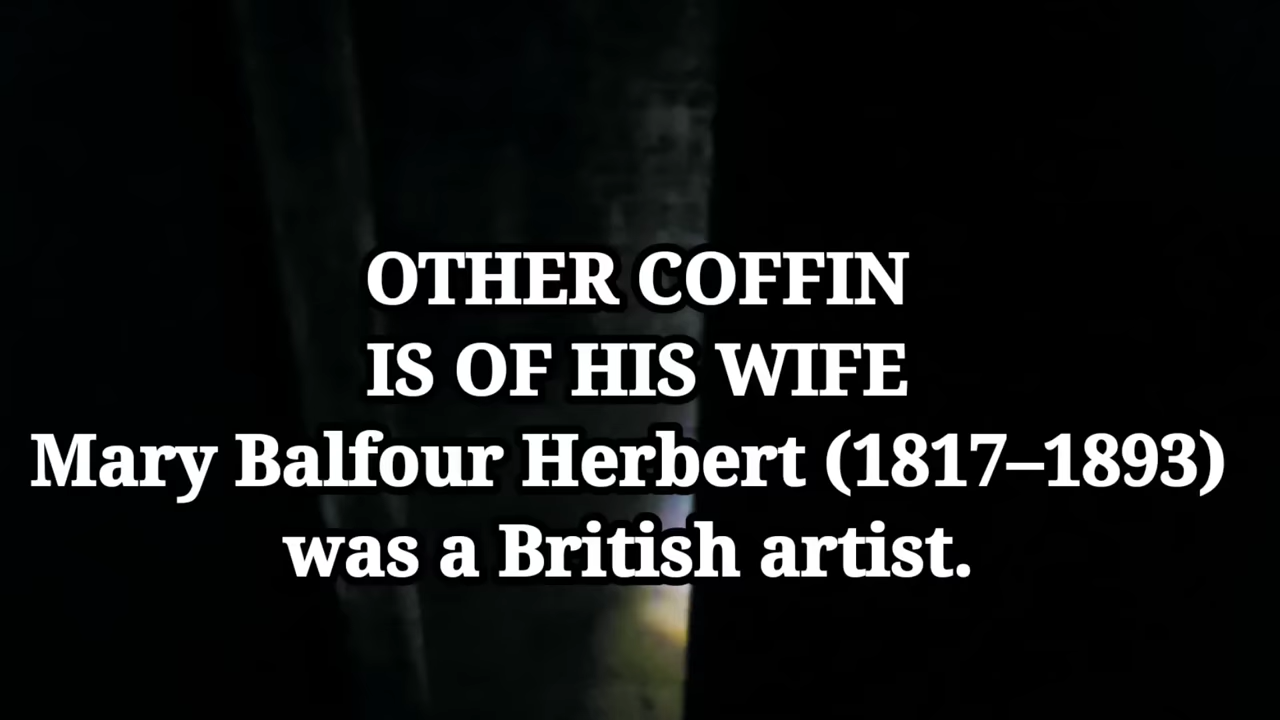 OTHER COFFIN
IS OF HIS WIFE
Mary Balfour Herbert (1817–1893)
was a British artist.